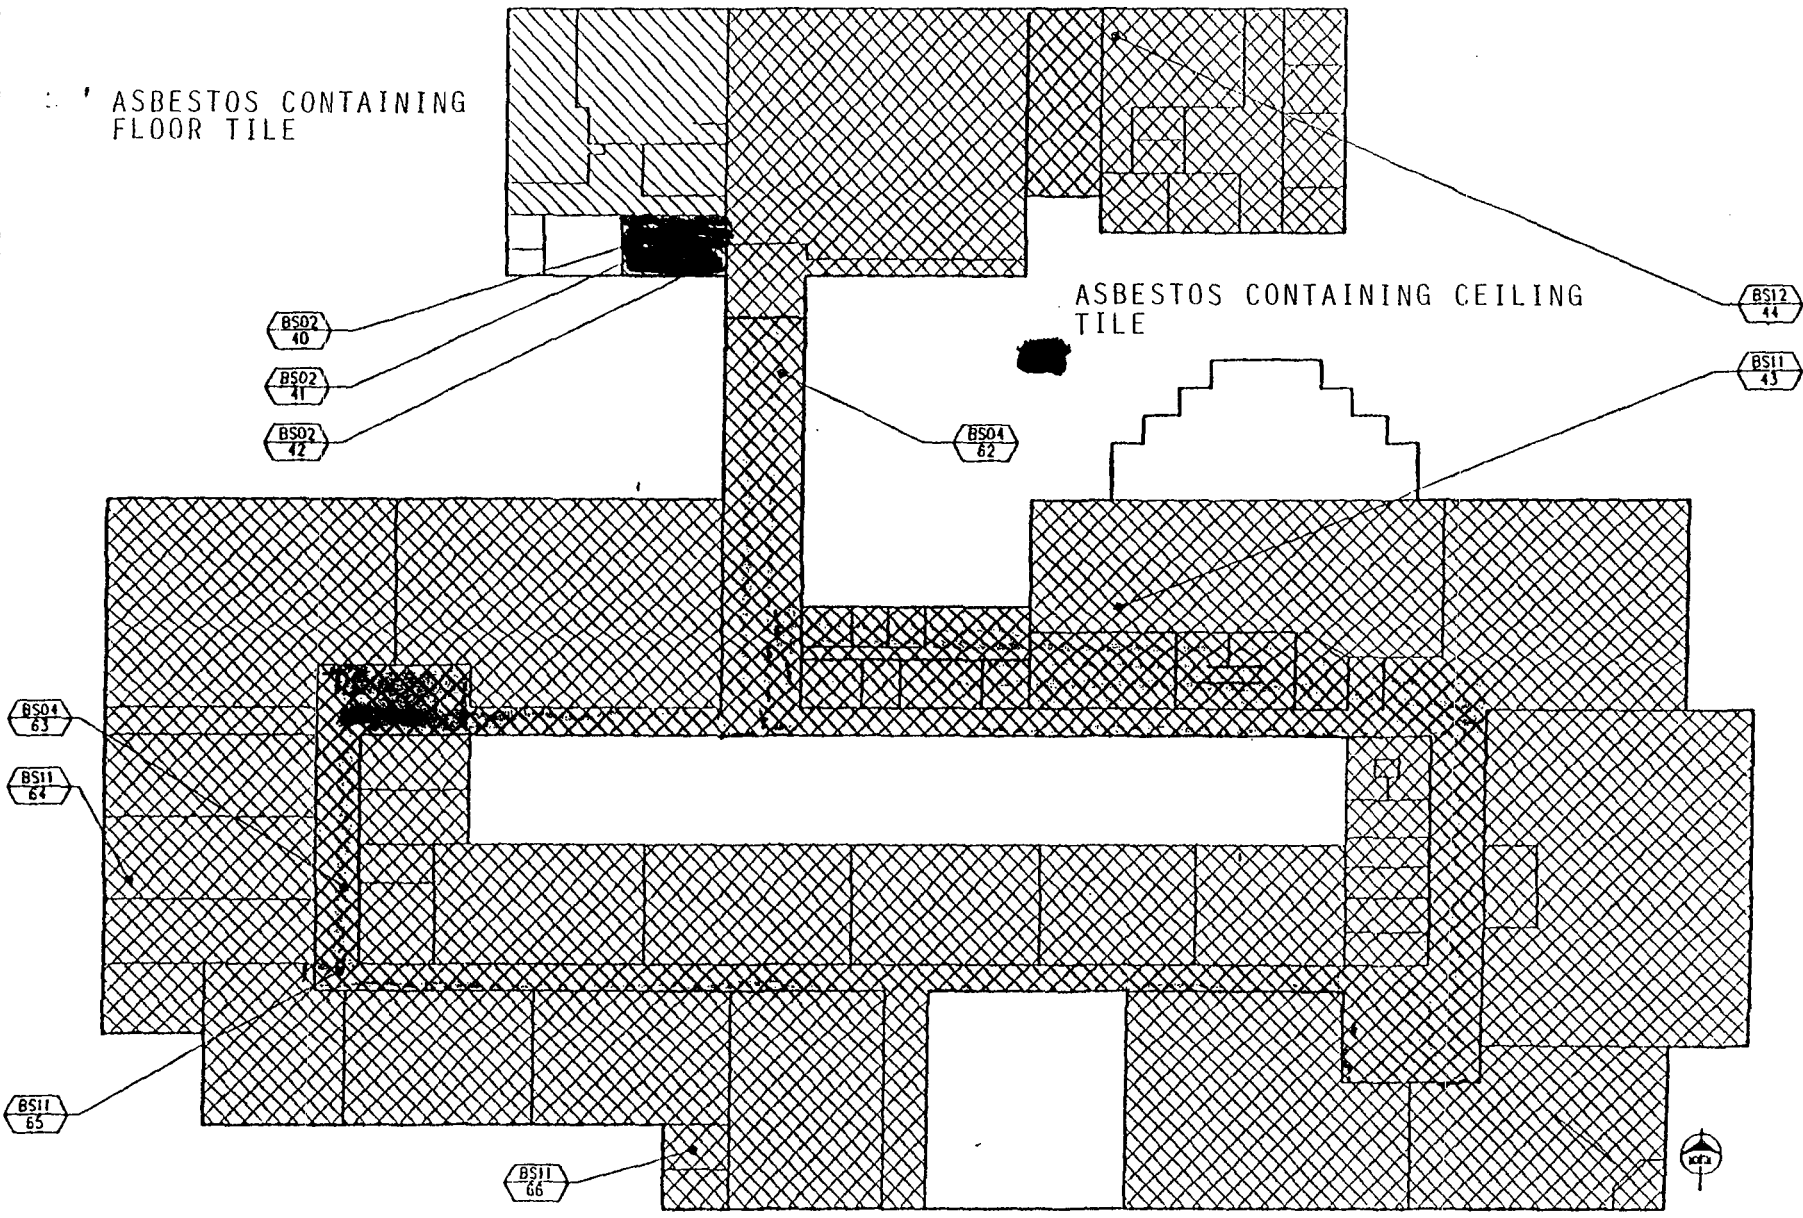 ASBESTOS CONTAINING
FLOOR TILE
ASBESTOS CONTAINING CEILING
TILE
BS02
40
BS02
41
BS02
42
BS12
44
BS11
43
BS04
62
BS04
63
BS11
64
BS11
65
BS11
66